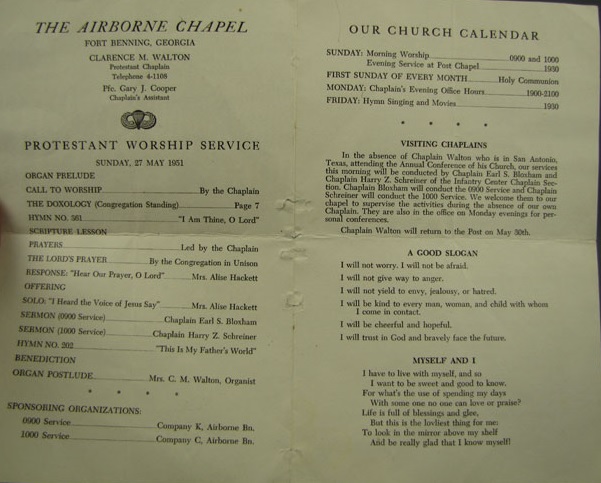 THE AIRBORNE CHAPEL
FORT BENNING, GEORGIA
CLARENCE M. WALTON
Protestant Chaplain
Telephone 4-1108
Pfc. Gary J. Cooper
Chaplain's Assistant
PROTESTANT WORSHIP SERVICE
SUNDAY, 27 MAY 1951
ORGAN PRELUDE
CALL TO WORSHIP By the Chaplain
THE DOXOLOGY (Congregation Standing) Page 7
HYMN NO. 361 "I Am Thine, O Lord"
SCRIPTURE LESSON
PRAYERS Led by the Chaplain
THE LORD'S PRAYER By the Congregation in Unison
RESPONSE: "Hear Our Prayer, O Lord" Mrs. Alise Hackett
OFFERING
SOLO: "I Heard the Voice of Jesus Say" Mrs. Alise Hackett
SERMON (0900 Service) Chaplain Earl S. Bloxham
SERMON (1000 Service) Chaplain Harry Z. Schreiner
HYMN NO. 202 "This Is My Father's World"
BENEDICTION
ORGAN POSTLUDE Mrs. C. M. Walton, Organist
* * * *
SPONSORING ORGANIZATIONS:
0900 Service Company K, Airborne Bn.
1000 Service Company C, Airborne Bn.
OUR CHURCH CALENDAR
SUNDAY: Morning Worship 0900 and 1000
Evening Service at Post Chapel 1930
FIRST SUNDAY OF EVERY MONTH Holy Communion
MONDAY: Chaplain's Evening Office Hours 1900-2100
FRIDAY: Hymn Singing and Movies 1930
* * * *
VISITING CHAPLAINS
In the absence of Chaplain Walton who is in San Antonio,
Texas, attending the Annual Conference of his Church, our services
this morning will be conducted by Chaplain Earl S. Bloxham and
Chaplain Harry Z. Schreiner of the Infantry Center Chaplain Sec-
tion. Chaplain Bloxham will conduct the 0900 Service and Chaplain
Schreiner will conduct the 1000 Service. We welcome them to our
chapel to supervise the activities during the absence of our own
Chaplain. They are also in the office on Monday evenings for per-
sonal conferences.
Chaplain Walton will return to the Post on May 30th.
A GOOD SLOGAN
I will not worry. I will not be afraid.
I will not give way to anger.
I will not yield to envy, jealousy, or hatred.
I will be kind to every man, woman, and child with whom
I come in contact.
I will be cheerful and hopeful.
I will trust in God and bravely face the future.
MYSELF AND I
I have to live with myself, and so
I want to be sweet and good to know.
For what's the use of spending my days
With some one no one can love or praise?
Life is full of blessings and glee,
But this is the lovliest thing for me:
To look in the mirror above my shelf
And be really glad that I know myself!